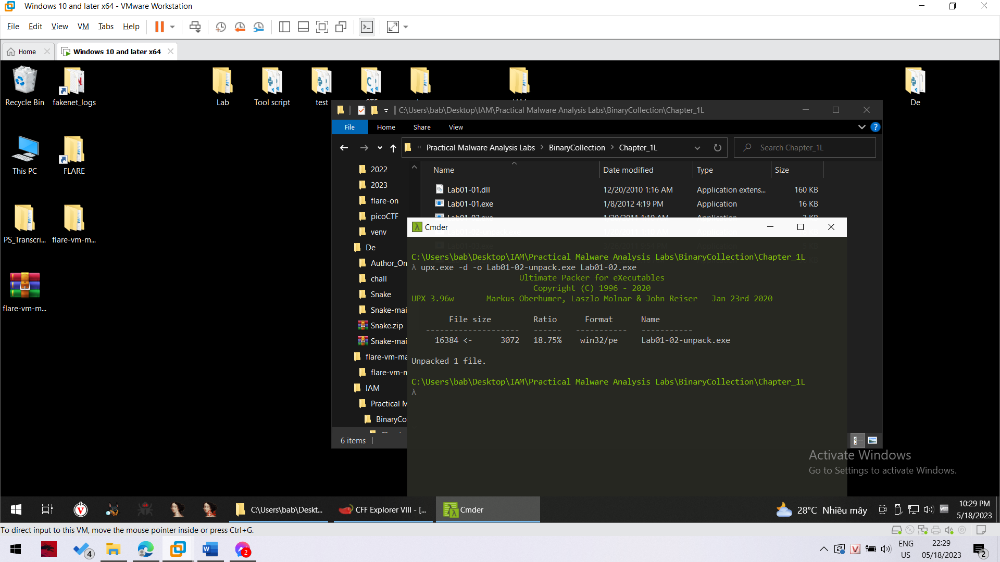 Windows 10 and later x64 - VMware Workstation
File Edit View VM Tabs Help
Home
Windows 10 and later x64
Recycle Bin
fakenet_logs
Lab
Tool script
test
De
This PC
FLARE
PS_Transcri...
flare-vm-m...
flare-vm-m...
C:\Users\bab\Desktop\IAM\Practical Malware Analysis Labs\BinaryCollection\Chapter_1L
File Home Share View
« Practical Malware Analysis Labs > BinaryCollection > Chapter_1L
Search Chapter_1L
2022
2023
flare-on
picoCTF
venv
De
Author_On
chall
Snake
Snake-mai
Snake.zip
Snake-mai
flare-vm-ma
flare-vm-m
IAM
Practical M
BinaryCo
Name Date modified Type Size
Lab01-01.dll 12/20/2010 1:16 AM Application extens... 160 KB
Lab01-01.exe 1/8/2012 4:19 PM Application 16 KB
6 items
Cmder
C:\Users\bab\Desktop\IAM\Practical Malware Analysis Labs\BinaryCollection\Chapter_1L
λ upx.exe -d -o Lab01-02-unpack.exe Lab01-02.exe
Ultimate Packer for eXecutables
Copyright (C) 1996 - 2020
UPX 3.96w Markus Oberhumer, Laszlo Molnar & John Reiser Jan 23rd 2020
File size Ratio Format Name
-------------------- ------ ----------- -----------
16384 <- 3072 18.75% win32/pe Lab01-02-unpack.exe
Unpacked 1 file.
C:\Users\bab\Desktop\IAM\Practical Malware Analysis Labs\BinaryCollection\Chapter_1L
λ
Activate Windows
Go to Settings to activate Windows.
C:\Users\bab\Deskt...
CFF Explorer VIII - [...
Cmder
28°C Nhiều mây
10:29 PM
5/18/2023
To direct input to this VM, move the mouse pointer inside or press Ctrl+G.
4
2
ENG
US
22:29
05/18/2023
2